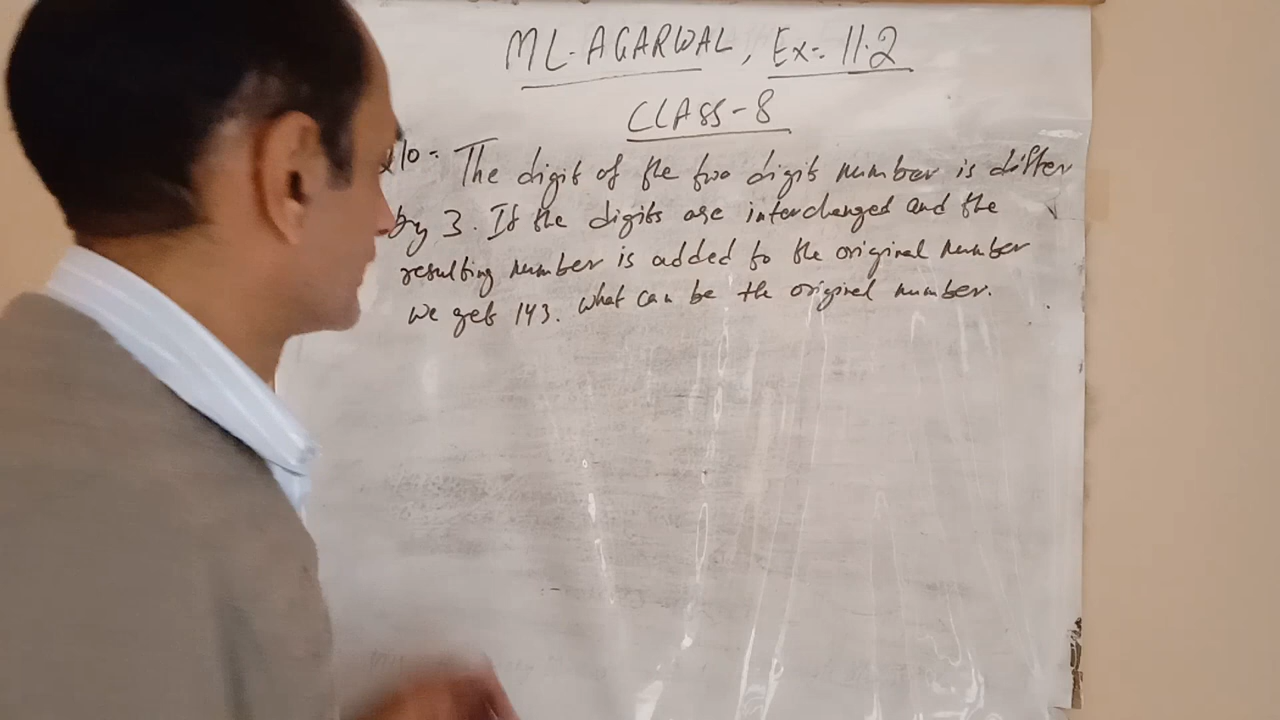 ML-AGARWAL, Ex:- 11.2
CLASS-8
10- The digit of the two digits number is differ
by 3. If the digits are interchanged and the
resulting number is added to the original number
we gets 143. what can be the original number.